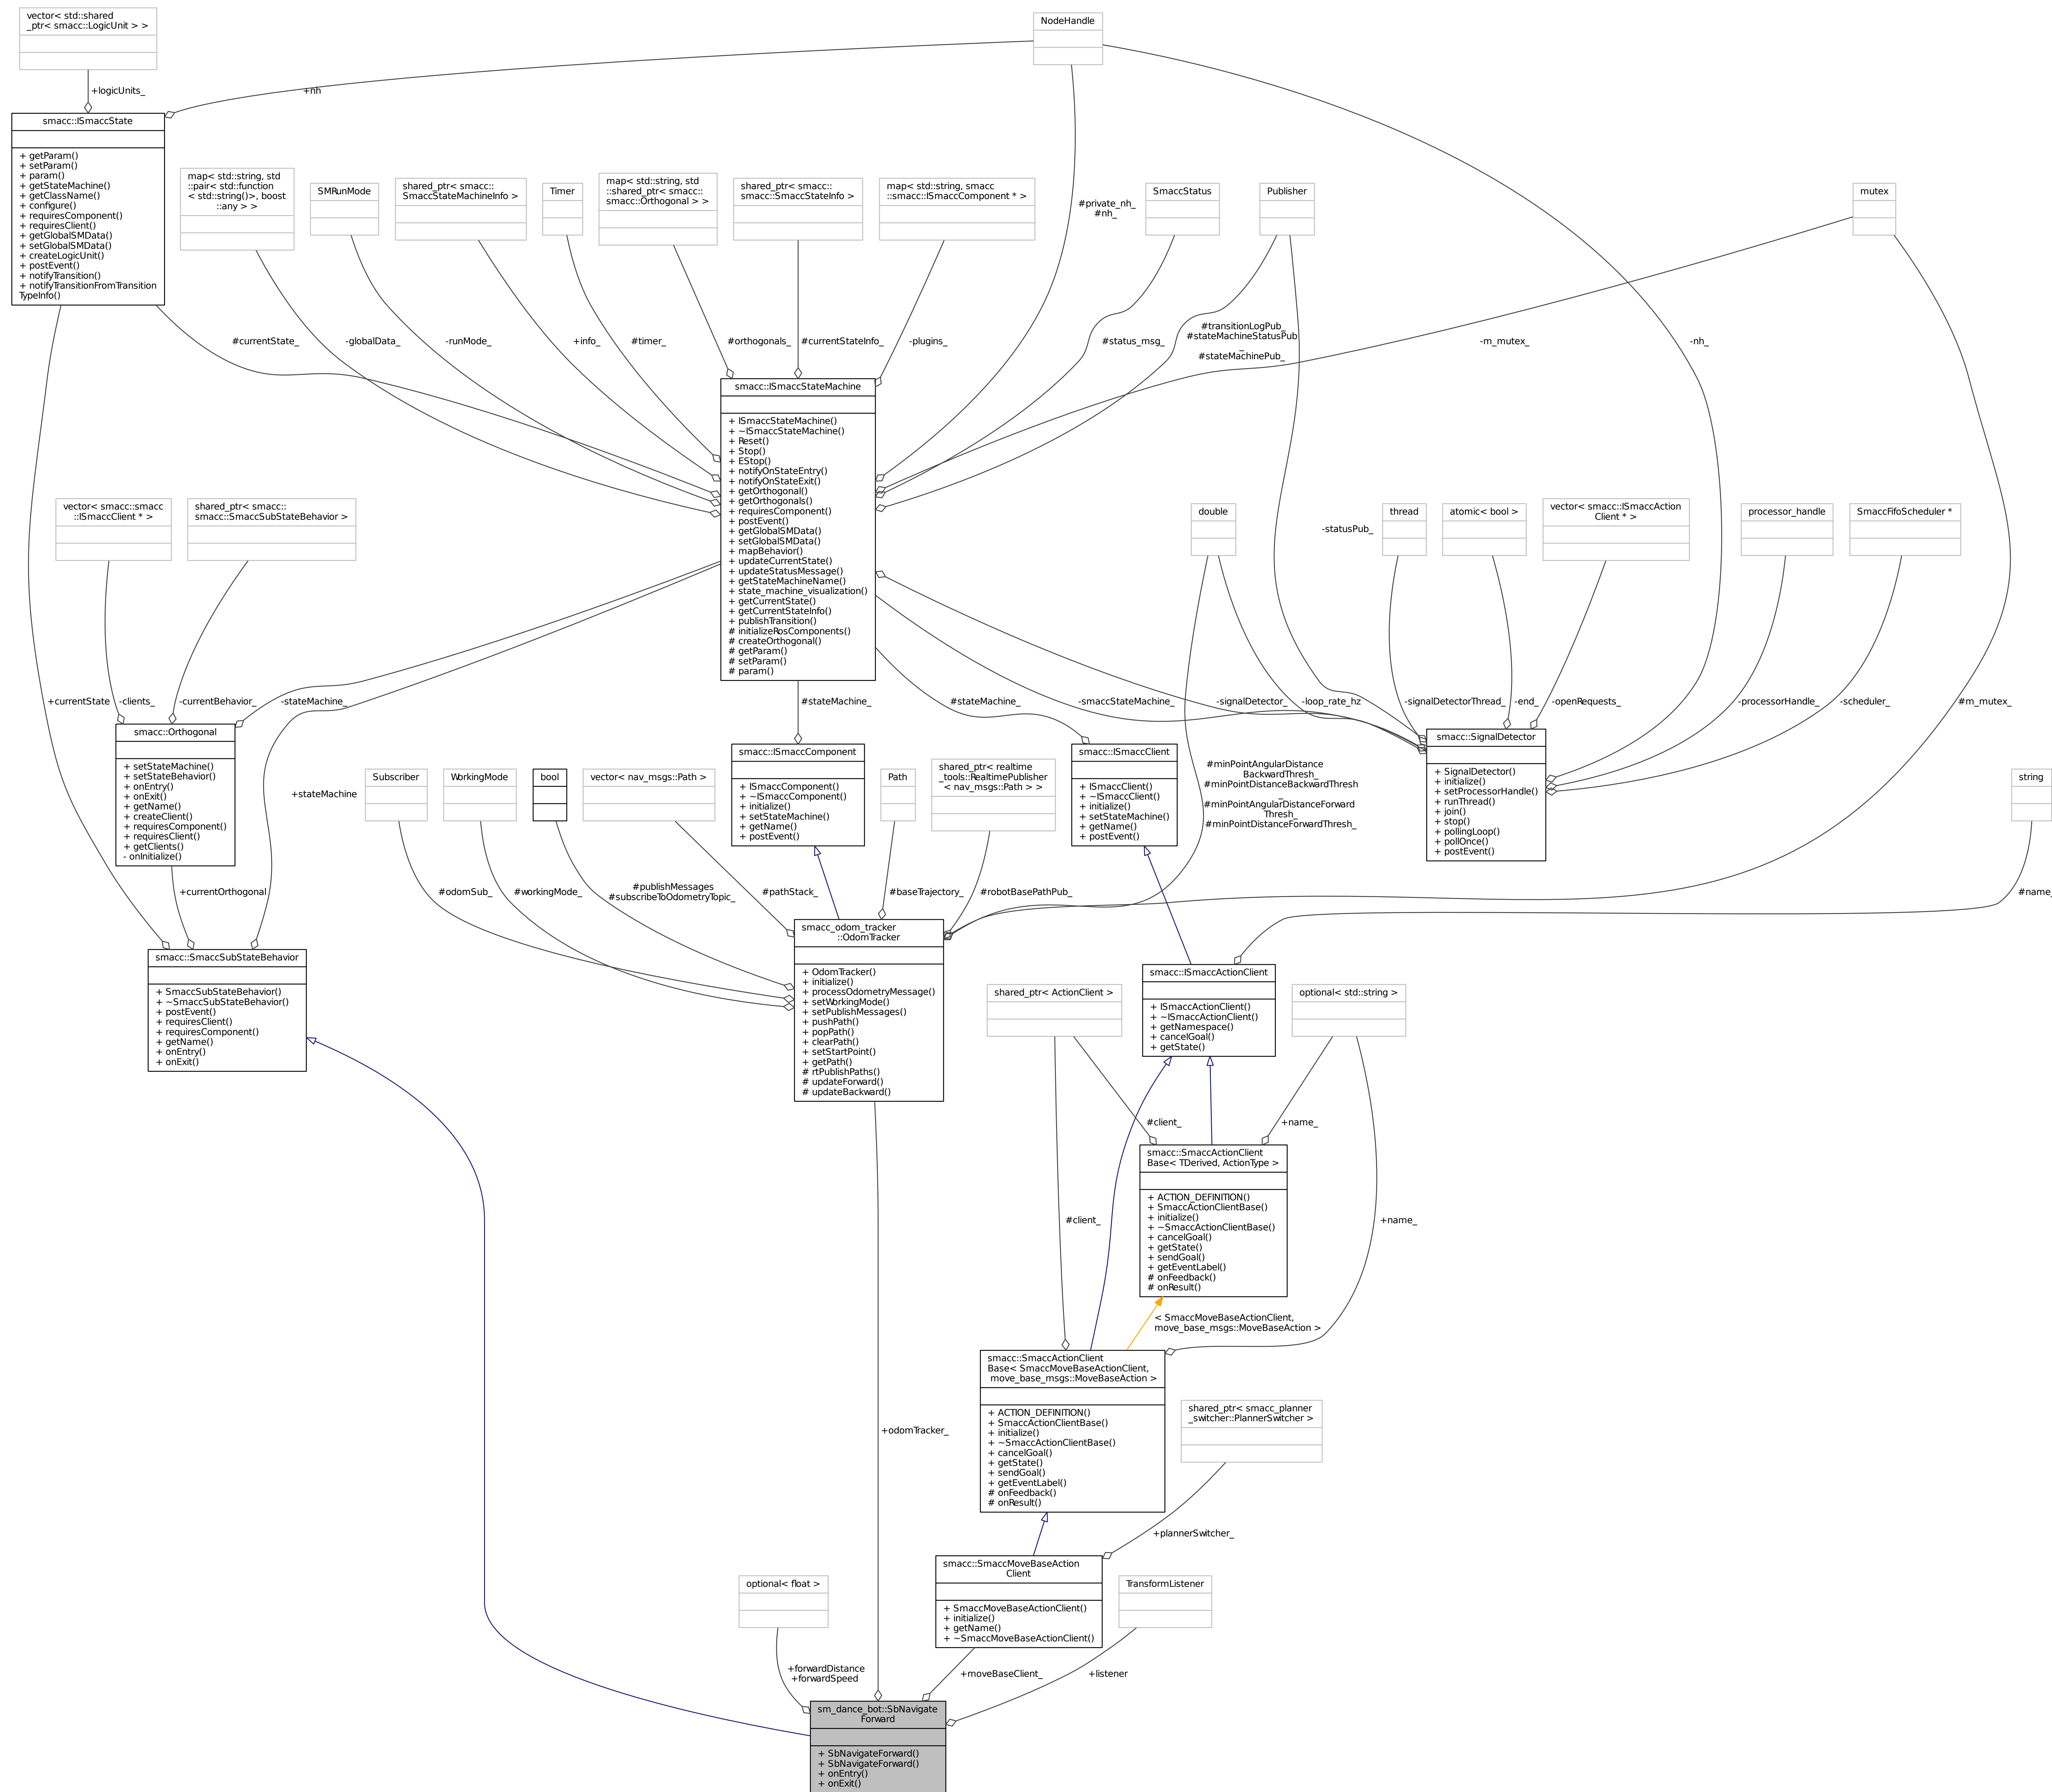 vector< std::shared
_ptr< smacc::LogicUnit > >
NodeHandle
+logicUnits_
+nh
smacc::ISmaccState
+ getParam()
+ setParam()
+ param()
+ getStateMachine()
+ getClassName()
+ configure()
+ requiresComponent()
+ requiresClient()
+ getGlobalSMData()
+ setGlobalSMData()
+ createLogicUnit()
+ postEvent()
+ notifyTransition()
+ notifyTransitionFromTransition
TypeInfo()
map< std::string, std
::pair< std::function
< std::string()>, boost
::any > >
SMRunMode
shared_ptr< smacc::
SmaccStateMachineInfo >
Timer
map< std::string, std
::shared_ptr< smacc::
smacc::Orthogonal > >
shared_ptr< smacc::
smacc::SmaccStateInfo >
map< std::string, smacc
::smacc::ISmaccComponent * >
#private_nh_
#nh_
SmaccStatus
Publisher
mutex
#currentState_
-globalData_
-runMode_
+info_
#timer_
#orthogonals_
#currentStateInfo_
-plugins_
#status_msg_
#transitionLogPub_
#stateMachineStatusPub
_
#stateMachinePub_
-m_mutex_
-nh_
smacc::ISmaccStateMachine
+ ISmaccStateMachine()
+ ~ISmaccStateMachine()
+ Reset()
+ Stop()
+ EStop()
+ notifyOnStateEntry()
+ notifyOnStateExit()
+ getOrthogonal()
+ getOrthogonals()
+ requiresComponent()
+ postEvent()
+ getGlobalSMData()
+ setGlobalSMData()
+ mapBehavior()
+ updateCurrentState()
+ updateStatusMessage()
+ getStateMachineName()
+ state_machine_visualization()
+ getCurrentState()
+ getCurrentStateInfo()
+ publishTransition()
# initializeRosComponents()
# createOrthogonal()
# getParam()
# setParam()
# param()
vector< smacc::smacc
::ISmaccClient * >
shared_ptr< smacc::
smacc::SmaccSubStateBehavior >
double
-statusPub_
thread
atomic< bool >
vector< smacc::ISmaccAction
Client * >
processor_handle
SmaccFifoScheduler *
+currentState
-clients_
-currentBehavior_
-stateMachine_
#stateMachine_
#stateMachine_
-smaccStateMachine_
-signalDetector_
-loop_rate_hz
-signalDetectorThread_
-end_
-openRequests_
-processorHandle_
-scheduler_
#m_mutex_
smacc::Orthogonal
+ setStateMachine()
+ setStateBehavior()
+ onEntry()
+ onExit()
+ getName()
+ createClient()
+ requiresComponent()
+ requiresClient()
+ getClients()
- onInitialize()
+stateMachine
Subscriber
WorkingMode
bool
vector< nav_msgs::Path >
smacc::ISmaccComponent
+ ISmaccComponent()
+ ~ISmaccComponent()
+ initialize()
+ setStateMachine()
+ getName()
+ postEvent()
Path
shared_ptr< realtime
_tools::RealtimePublisher
< nav_msgs::Path > >
smacc::ISmaccClient
+ ISmaccClient()
+ ~ISmaccClient()
+ initialize()
+ setStateMachine()
+ getName()
+ postEvent()
#minPointAngularDistance
BackwardThresh_
#minPointDistanceBackwardThresh
_
#minPointAngularDistanceForward
Thresh_
#minPointDistanceForwardThresh_
smacc::SignalDetector
+ SignalDetector()
+ initialize()
+ setProcessorHandle()
+ runThread()
+ join()
+ stop()
+ pollingLoop()
+ pollOnce()
+ postEvent()
string
+currentOrthogonal
#odomSub_
#workingMode_
#publishMessages
#subscribeToOdometryTopic_
#pathStack_
#baseTrajectory_
#robotBasePathPub_
#name_
smacc::SmaccSubStateBehavior
+ SmaccSubStateBehavior()
+ ~SmaccSubStateBehavior()
+ postEvent()
+ requiresClient()
+ requiresComponent()
+ getName()
+ onEntry()
+ onExit()
smacc_odom_tracker
::OdomTracker
+ OdomTracker()
+ initialize()
+ processOdometryMessage()
+ setWorkingMode()
+ setPublishMessages()
+ pushPath()
+ popPath()
+ clearPath()
+ setStartPoint()
+ getPath()
# rtPublishPaths()
# updateForward()
# updateBackward()
shared_ptr< ActionClient >
smacc::ISmaccActionClient
+ ISmaccActionClient()
+ ~ISmaccActionClient()
+ getNamespace()
+ cancelGoal()
+ getState()
optional< std::string >
#client_
+name_
smacc::SmaccActionClient
Base< TDerived, ActionType >
+ ACTION_DEFINITION()
+ SmaccActionClientBase()
+ initialize()
+ ~SmaccActionClientBase()
+ cancelGoal()
+ getState()
+ sendGoal()
+ getEventLabel()
# onFeedback()
# onResult()
#client_
+name_
< SmaccMoveBaseActionClient,
move_base_msgs::MoveBaseAction >
smacc::SmaccActionClient
Base< SmaccMoveBaseActionClient,
move_base_msgs::MoveBaseAction >
+ ACTION_DEFINITION()
+ SmaccActionClientBase()
+ initialize()
+ ~SmaccActionClientBase()
+ cancelGoal()
+ getState()
+ sendGoal()
+ getEventLabel()
# onFeedback()
# onResult()
+odomTracker_
shared_ptr< smacc_planner
_switcher::PlannerSwitcher >
+plannerSwitcher_
optional< float >
smacc::SmaccMoveBaseAction
Client
+ SmaccMoveBaseActionClient()
+ initialize()
+ getName()
+ ~SmaccMoveBaseActionClient()
TransformListener
+forwardDistance
+forwardSpeed
+moveBaseClient_
+listener
sm_dance_bot::SbNavigate
Forward
+ SbNavigateForward()
+ SbNavigateForward()
+ onEntry()
+ onExit()